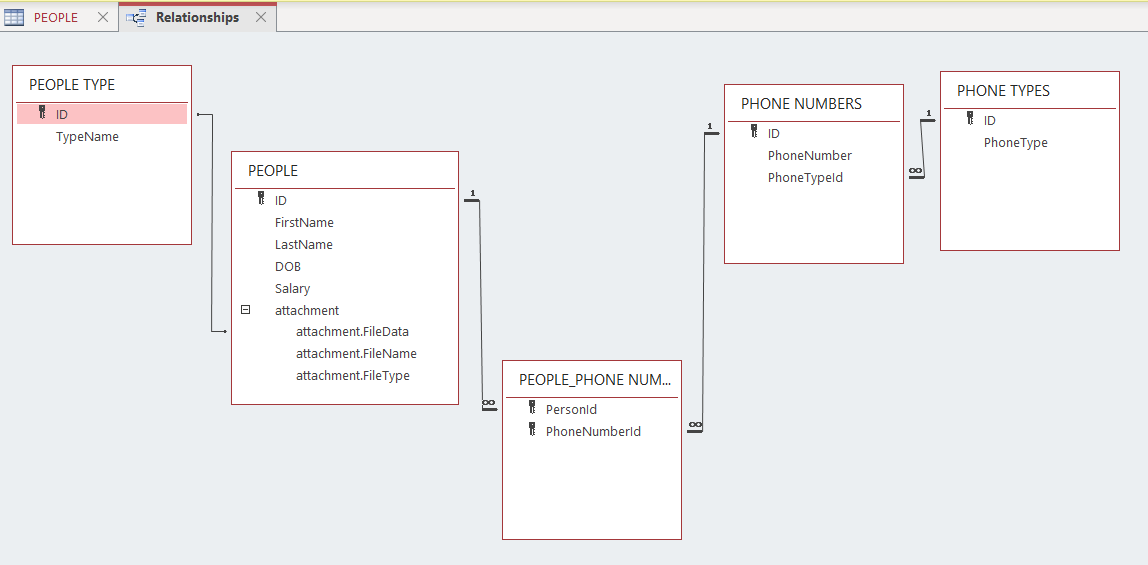 PEOPLE
Relationships
PEOPLE TYPE
ID
TypeName
PEOPLE
ID
FirstName
LastName
DOB
Salary
attachment
attachment.FileData
attachment.FileName
attachment.FileType
1
∞
PEOPLE_PHONE NUM...
PersonId
PhoneNumberId
1
∞
PHONE NUMBERS
ID
PhoneNumber
PhoneTypeId
1
∞
PHONE TYPES
ID
PhoneType